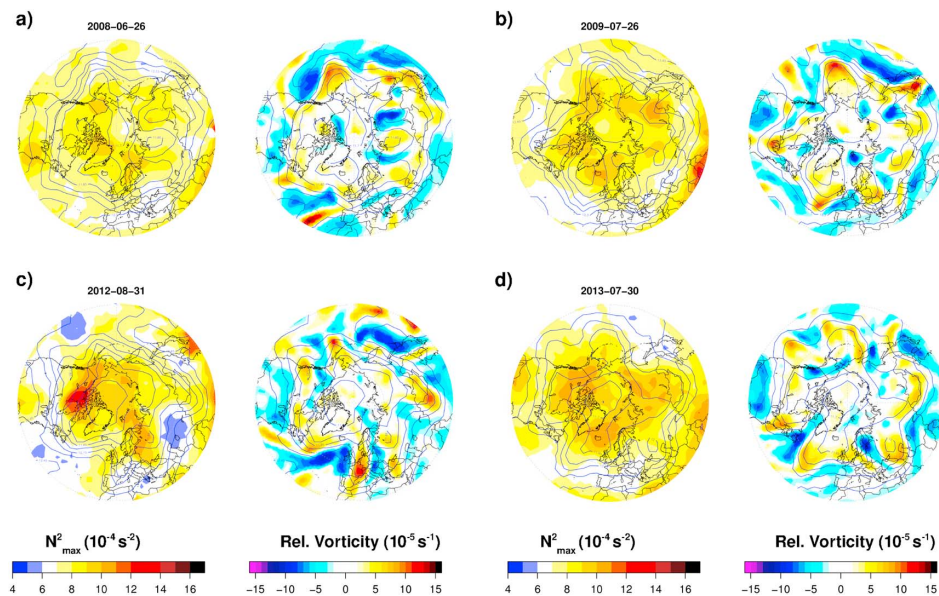 a)
2008-06-26
b)
2009-07-26
c)
2012-08-31
d)
2013-07-30
N²max (10⁻⁴ s⁻²)
4 6 8 10 12 14 16
Rel. Vorticity (10⁻⁵ s⁻¹)
−15 −10 −5 0 5 10 15
N²max (10⁻⁴ s⁻²)
4 6 8 10 12 14 16
Rel. Vorticity (10⁻⁵ s⁻¹)
−15 −10 −5 0 5 10 15